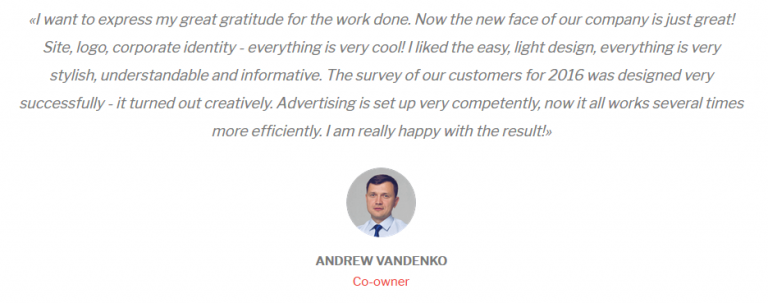 «I want to express my great gratitude for the work done. Now the new face of our company is just great!
Site, logo, corporate identity - everything is very cool! I liked the easy, light design, everything is very
stylish, understandable and informative. The survey of our customers for 2016 was designed very
successfully - it turned out creatively. Advertising is set up very competently, now it all works several times
more efficiently. I am really happy with the result!»
ANDREW VANDENKO
Co-owner